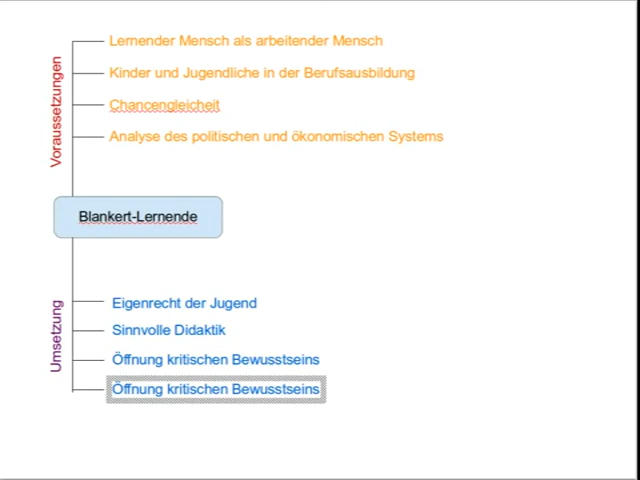 Voraussetzungen
Lernender Mensch als arbeitender Mensch
Kinder und Jugendliche in der Berufsausbildung
Chancengleicheit
Analyse des politischen und ökonomischen Systems
Blankert-Lernende
Umsetzung
Eigenrecht der Jugend
Sinnvolle Didaktik
Öffnung kritischen Bewusstseins
Öffnung kritischen Bewusstseins